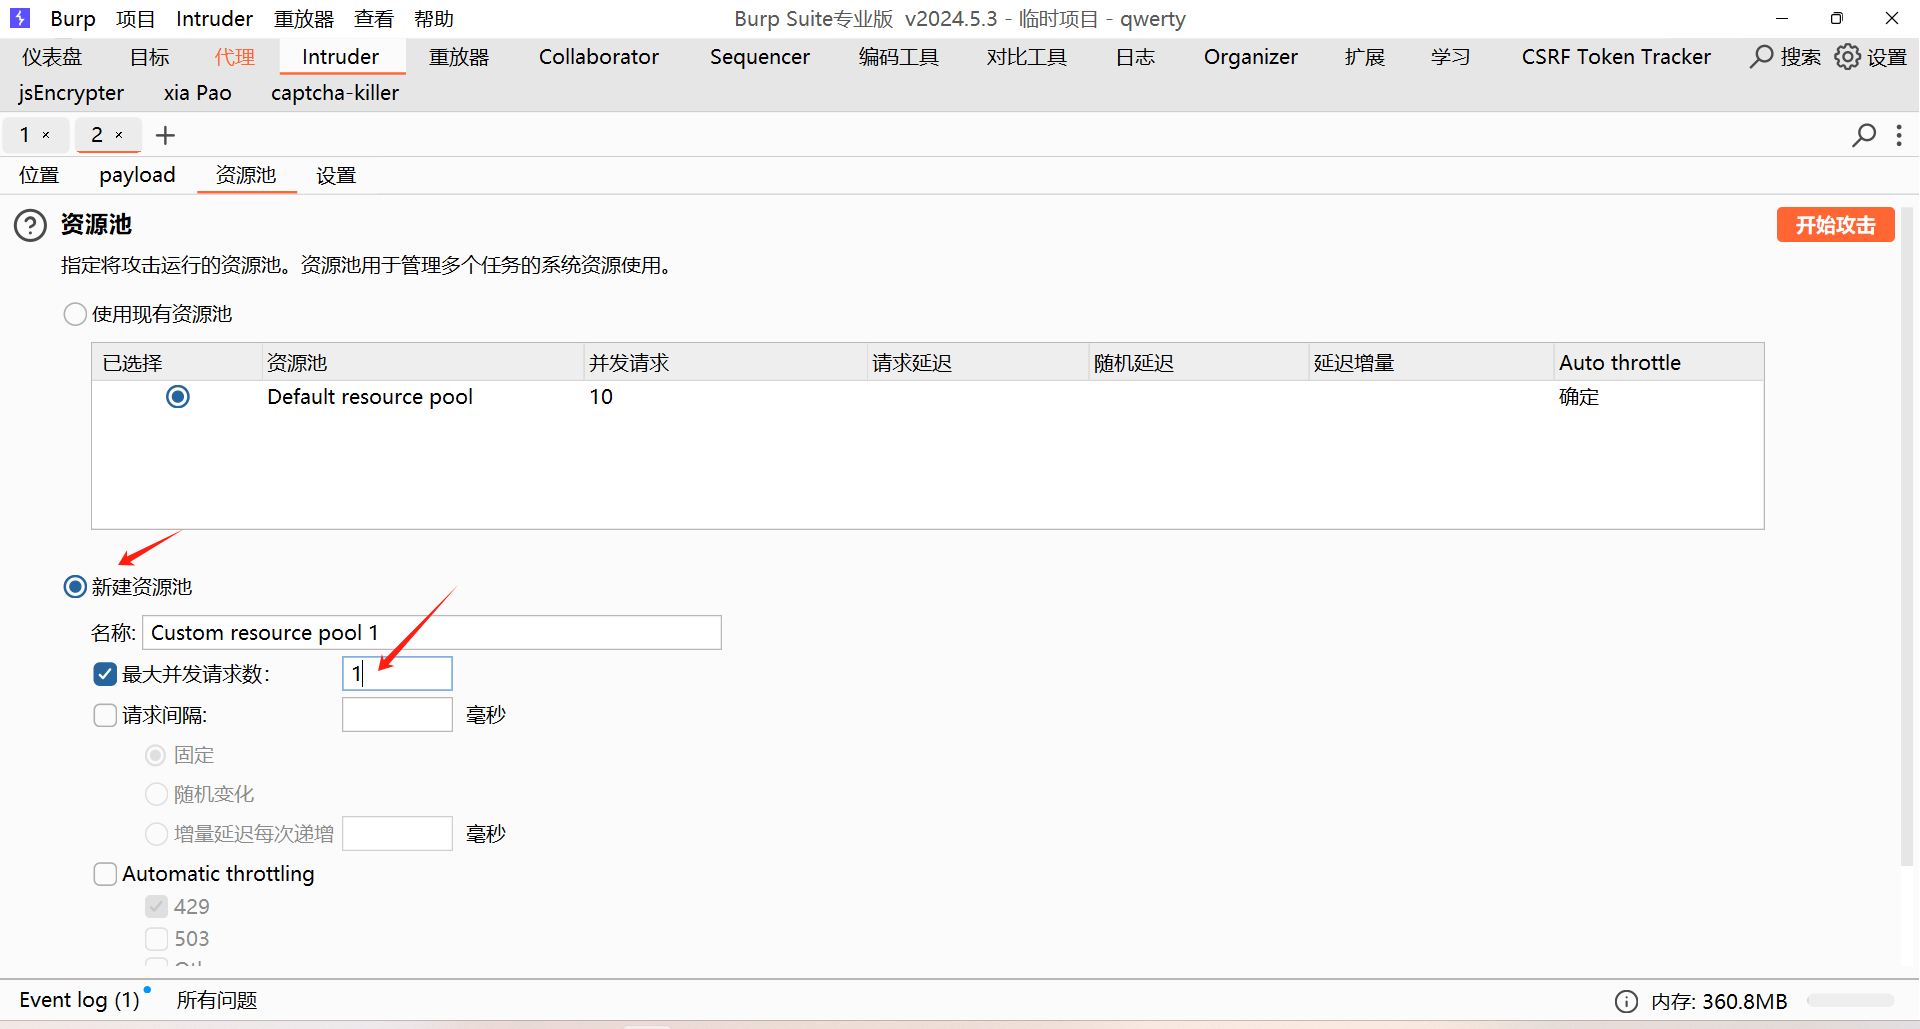 Burp 项目 Intruder 重放器 查看 帮助 Burp Suite专业版 v2024.5.3 - 临时项目 - qwerty
仪表盘 目标 代理 Intruder 重放器 Collaborator Sequencer 编码工具 对比工具 日志 Organizer 扩展 学习 CSRF Token Tracker 搜索 设置
jsEncrypter xia Pao captcha-killer
1 × 2 × +
位置 payload 资源池 设置
资源池 开始攻击
指定将攻击运行的资源池。资源池用于管理多个任务的系统资源使用。
使用现有资源池
已选择 资源池 并发请求 请求延迟 随机延迟 延迟增量 Auto throttle
Default resource pool 10 确定
新建资源池
名称: Custom resource pool 1
最大并发请求数: 1
请求间隔: 毫秒
固定
随机变化
增量延迟每次递增 毫秒
Automatic throttling
429
503
Event log (1) 所有问题 内存: 360.8MB